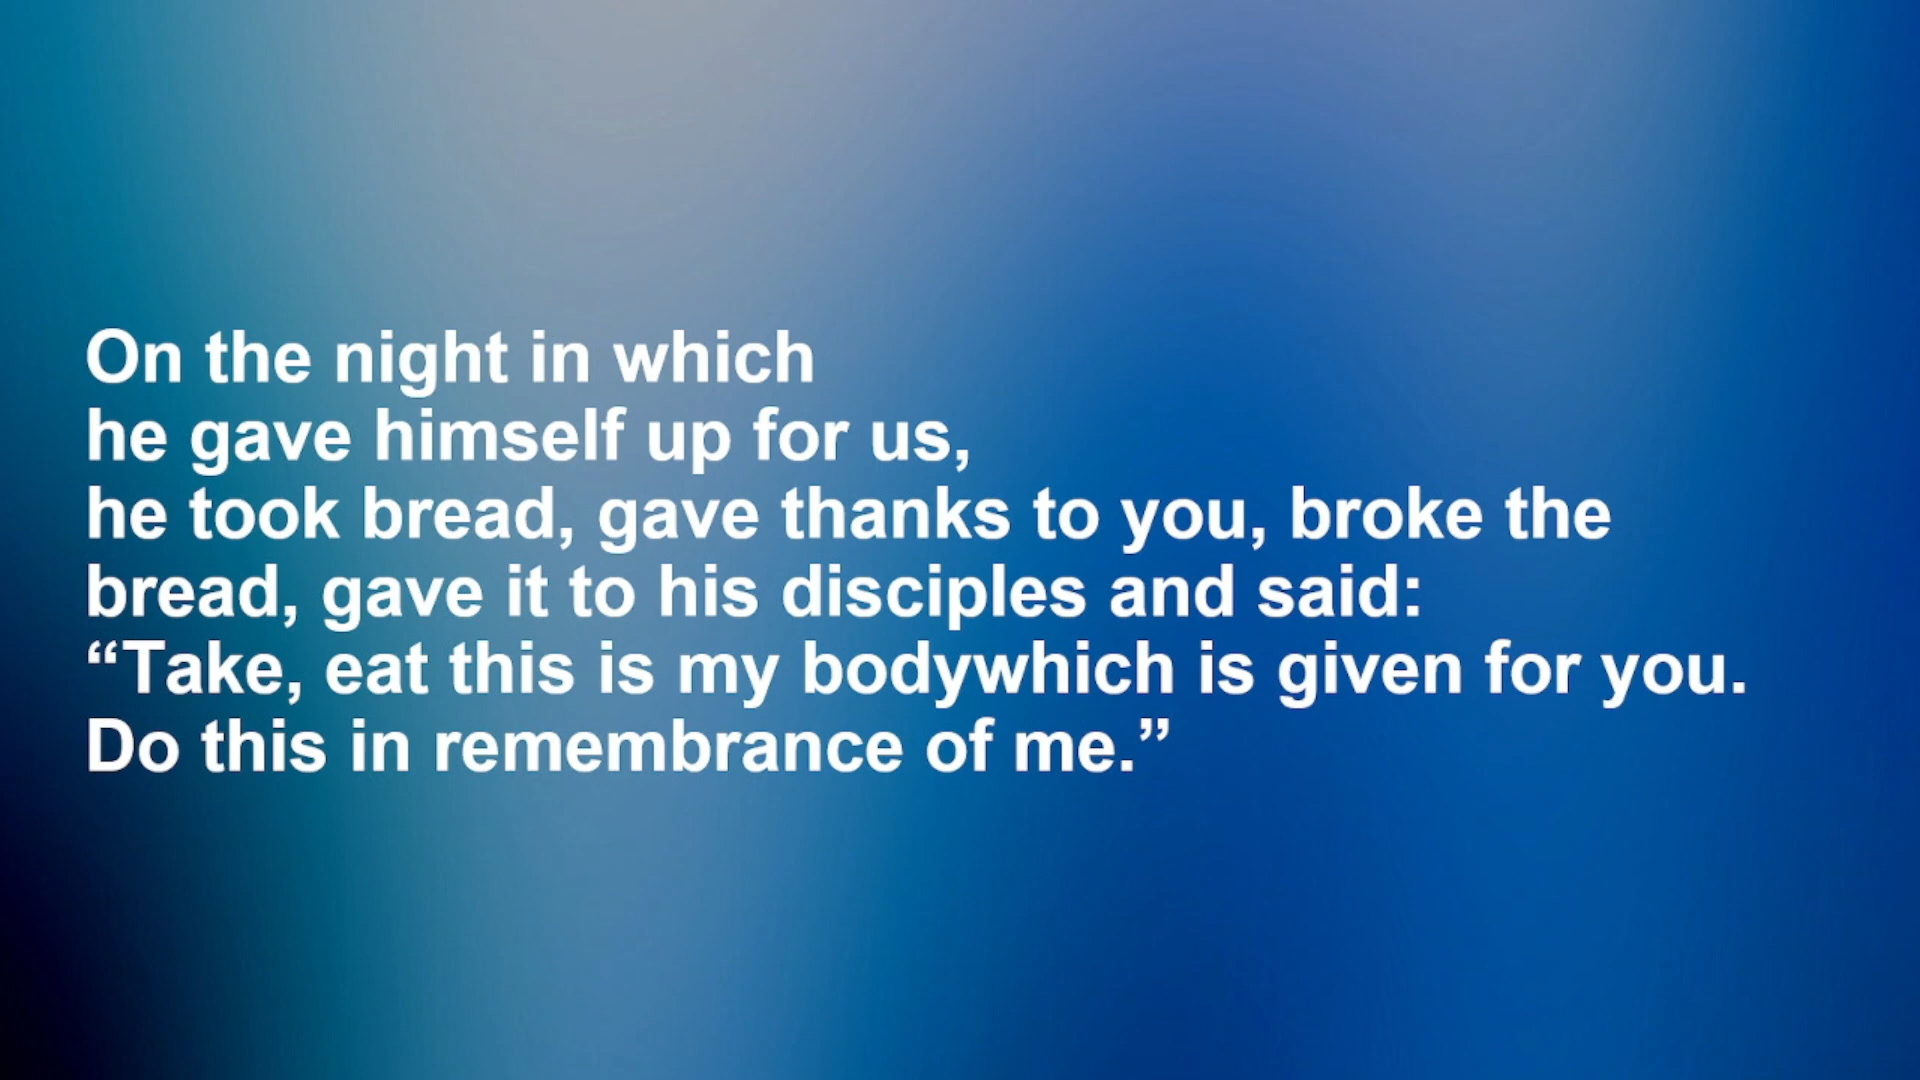 On the night in which
he gave himself up for us,
he took bread, gave thanks to you, broke the
bread, gave it to his disciples and said:
“Take, eat this is my bodywhich is given for you.
Do this in remembrance of me.”